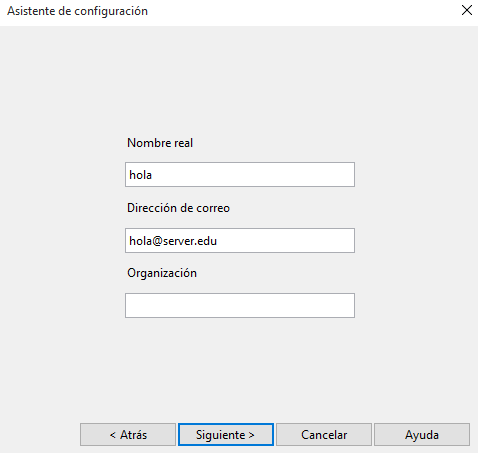 Asistente de configuración
Nombre real
hola
Dirección de correo
hola@server.edu
Organización
< Atrás
Siguiente >
Cancelar
Ayuda